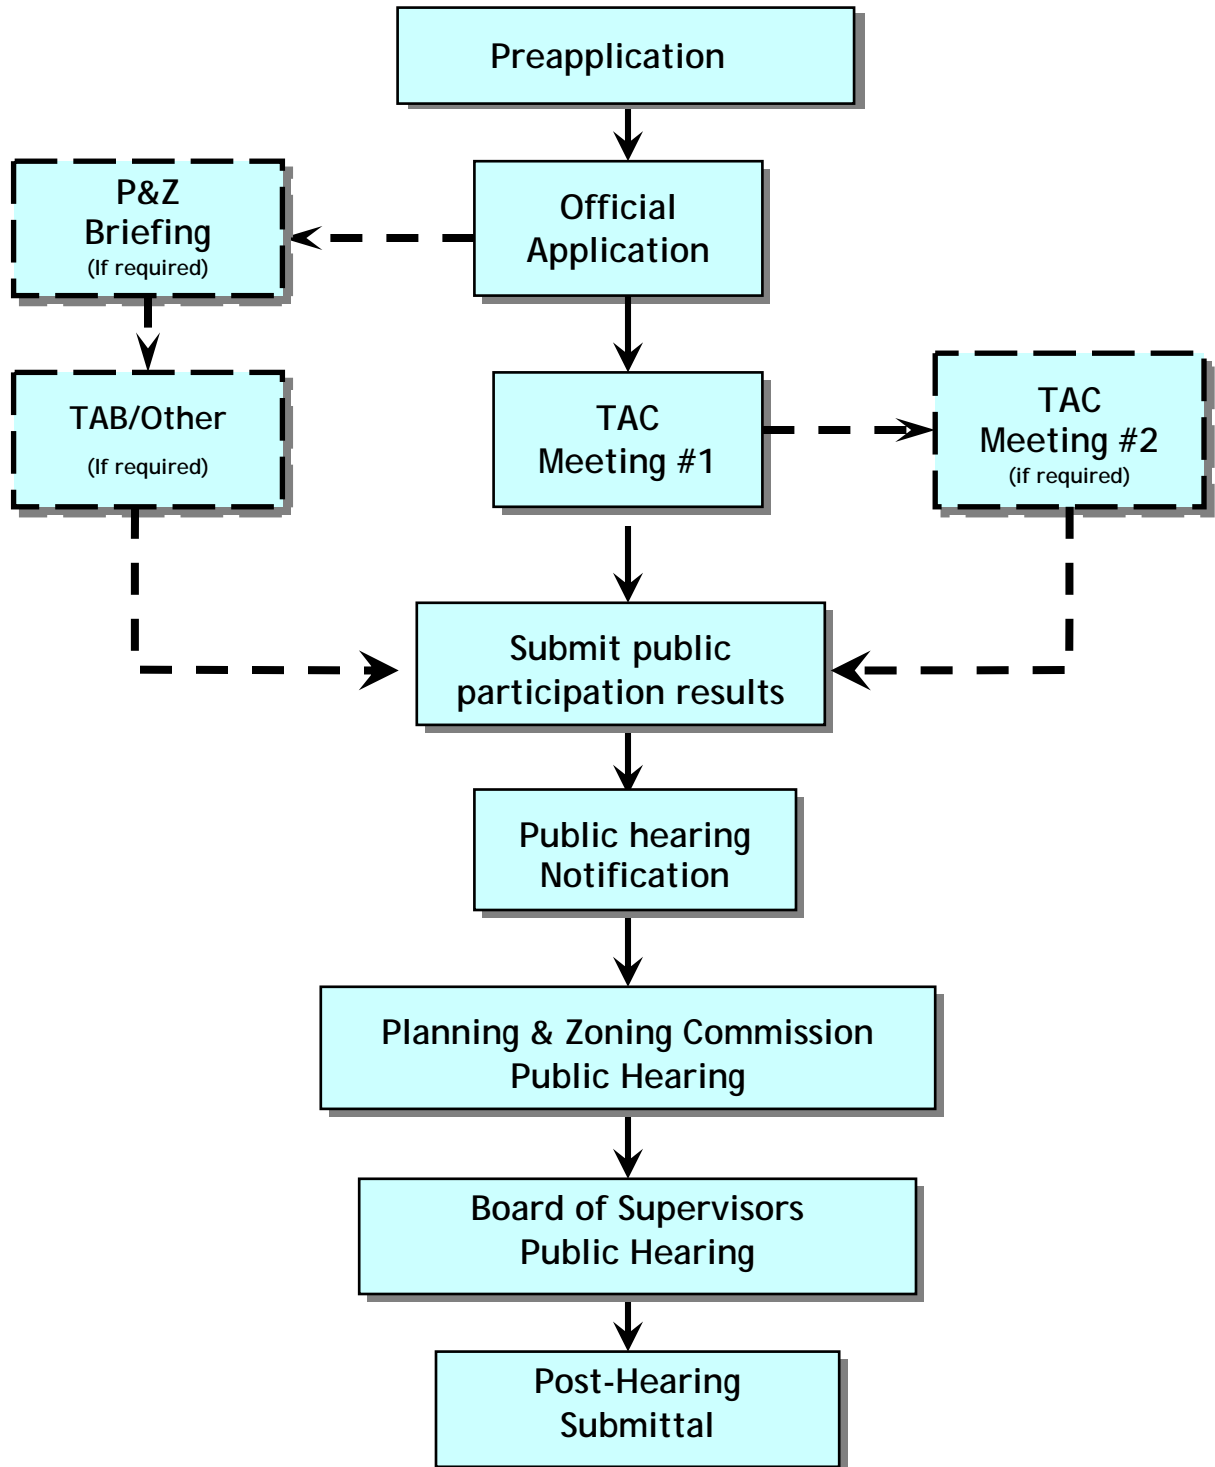 Preapplication
P&Z
Briefing
(If required)
Official
Application
TAB/Other
(If required)
TAC
Meeting #1
TAC
Meeting #2
(if required)
Submit public
participation results
Public hearing
Notification
Planning & Zoning Commission
Public Hearing
Board of Supervisors
Public Hearing
Post-Hearing
Submittal